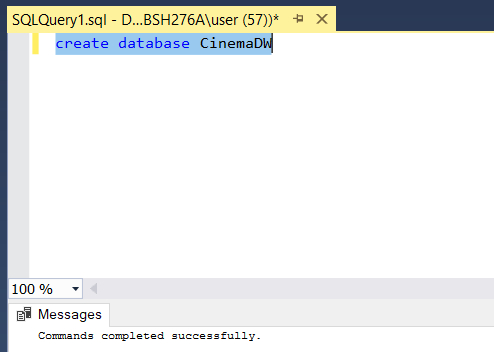 SQLQuery1.sql - D...BSH276A\user (57))*
create database CinemaDW
100 %
Messages
Commands completed successfully.